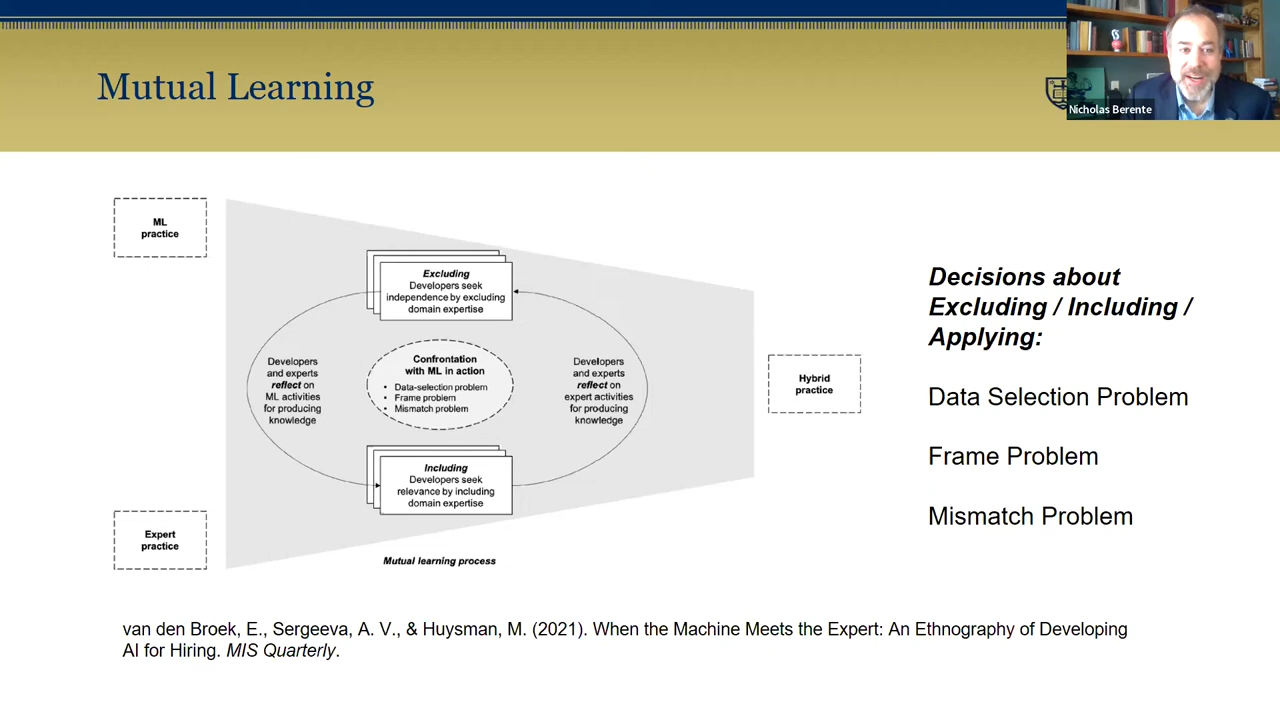 Mutual Learning
Nicholas Berente
ML
practice
Excluding
Developers seek
independence by excluding
domain expertise
Developers
and experts
reflect on
ML activities
for producing
knowledge
Confrontation
with ML in action
• Data-selection problem
• Frame problem
• Mismatch problem
Developers
and experts
reflect on
expert activities
for producing
knowledge
Hybrid
practice
Including
Developers seek
relevance by including
domain expertise
Expert
practice
Mutual learning process
Decisions about
Excluding / Including /
Applying:
Data Selection Problem
Frame Problem
Mismatch Problem
van den Broek, E., Sergeeva, A. V., & Huysman, M. (2021). When the Machine Meets the Expert: An Ethnography of Developing
AI for Hiring. MIS Quarterly.